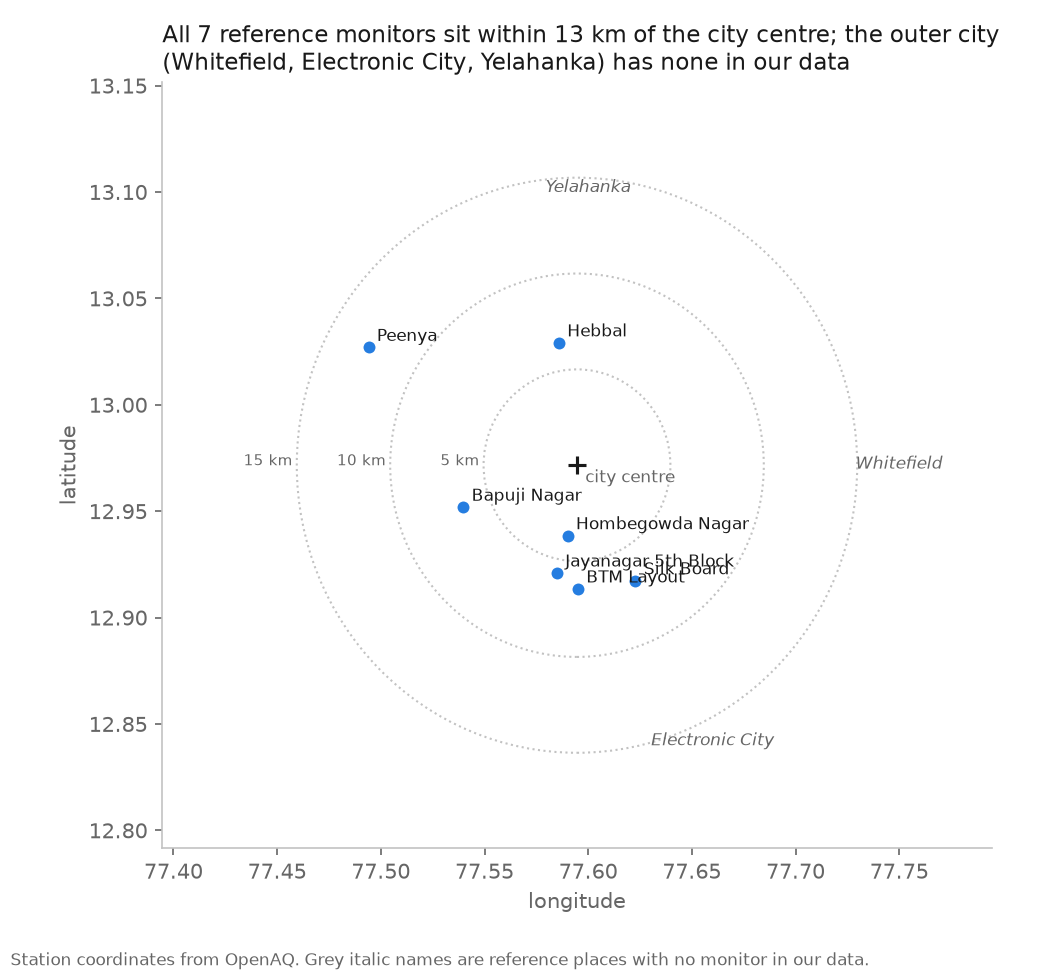 All 7 reference monitors sit within 13 km of the city centre; the outer city
(Whitefield, Electronic City, Yelahanka) has none in our data
13.15
13.10
13.05
13.00
12.95
12.90
12.85
12.80
latitude
Yelahanka
Peenya
Hebbal
15 km
10 km
5 km
city centre
Whitefield
Bapuji Nagar
Hombegowda Nagar
Jayanagar 5th Block
Silk Board
BTM Layout
Electronic City
77.40
77.45
77.50
77.55
77.60
77.65
77.70
77.75
longitude
Station coordinates from OpenAQ. Grey italic names are reference places with no monitor in our data.